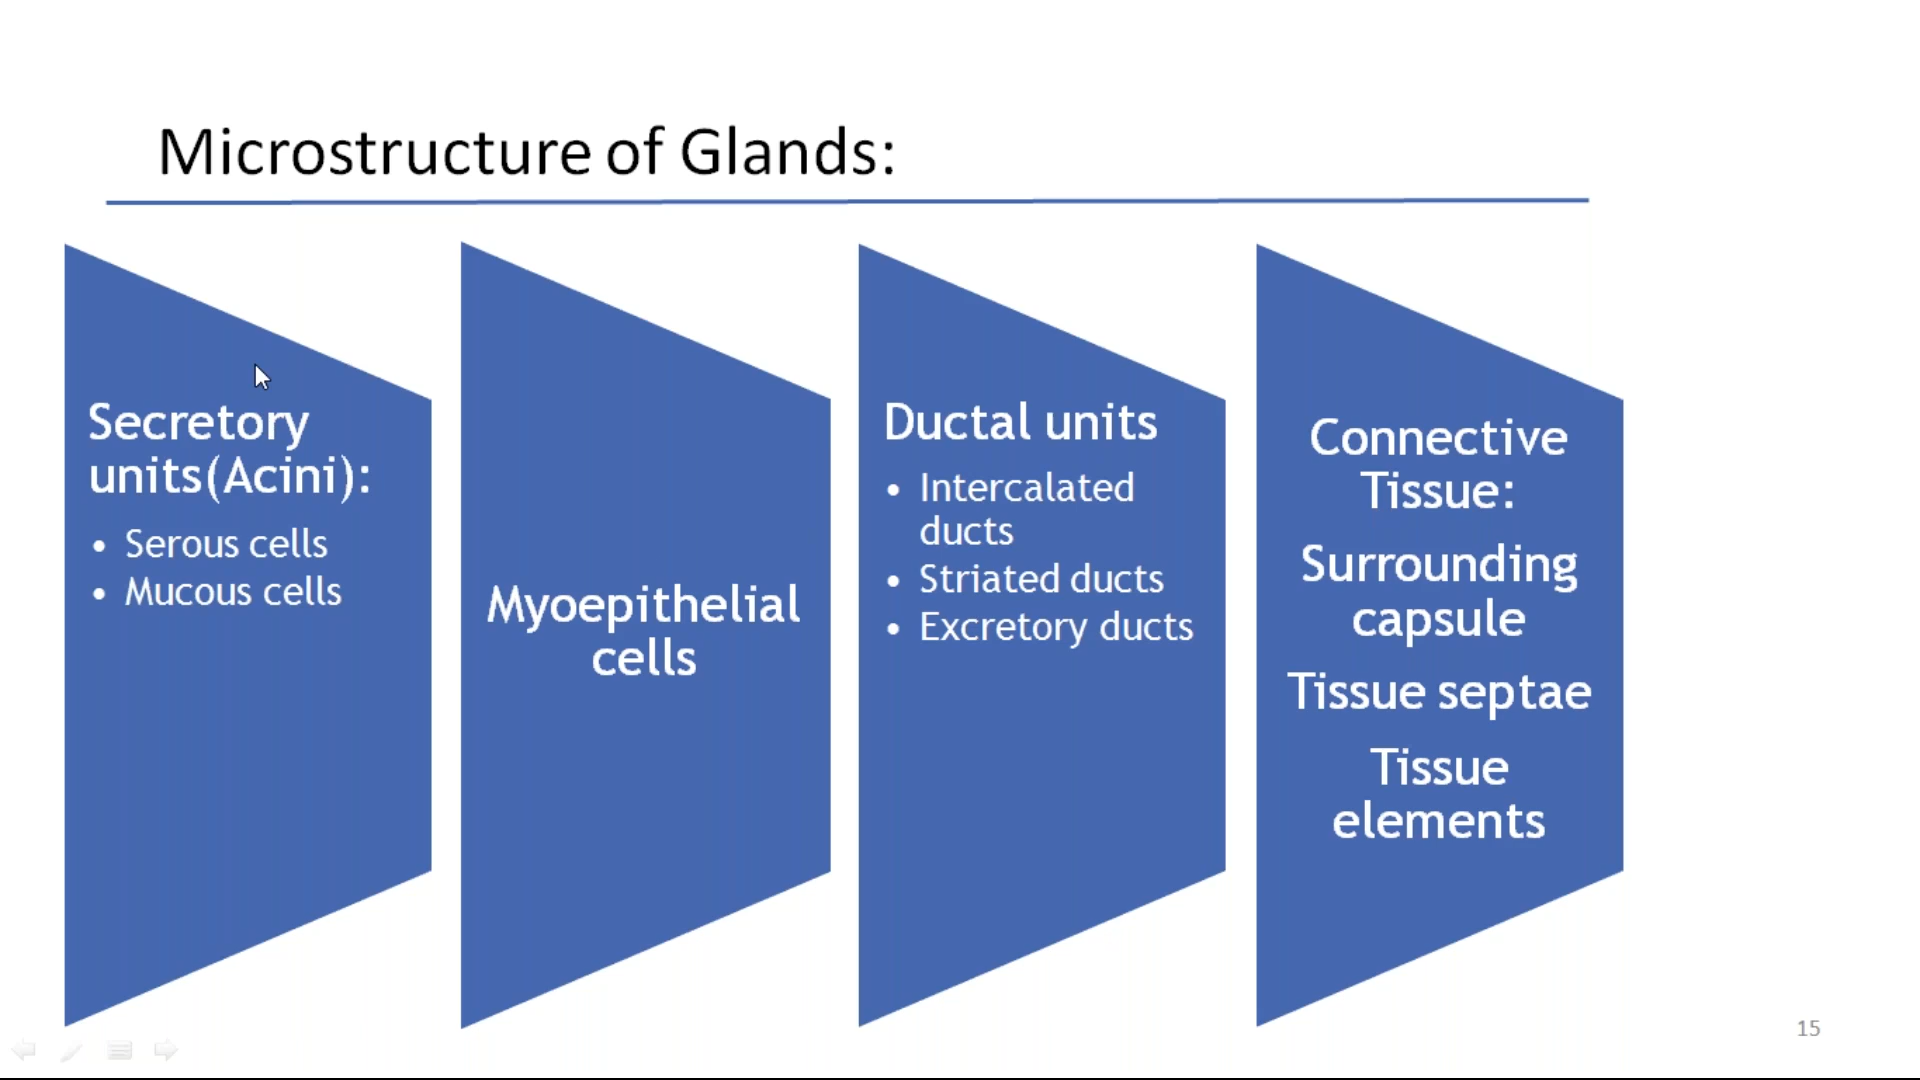 Microstructure of Glands:
Secretory
units(Acini):
• Serous cells
• Mucous cells
Myoepithelial
cells
Ductal units
• Intercalated
ducts
• Striated ducts
• Excretory ducts
Connective
Tissue:
Surrounding
capsule
Tissue septae
Tissue
elements
15